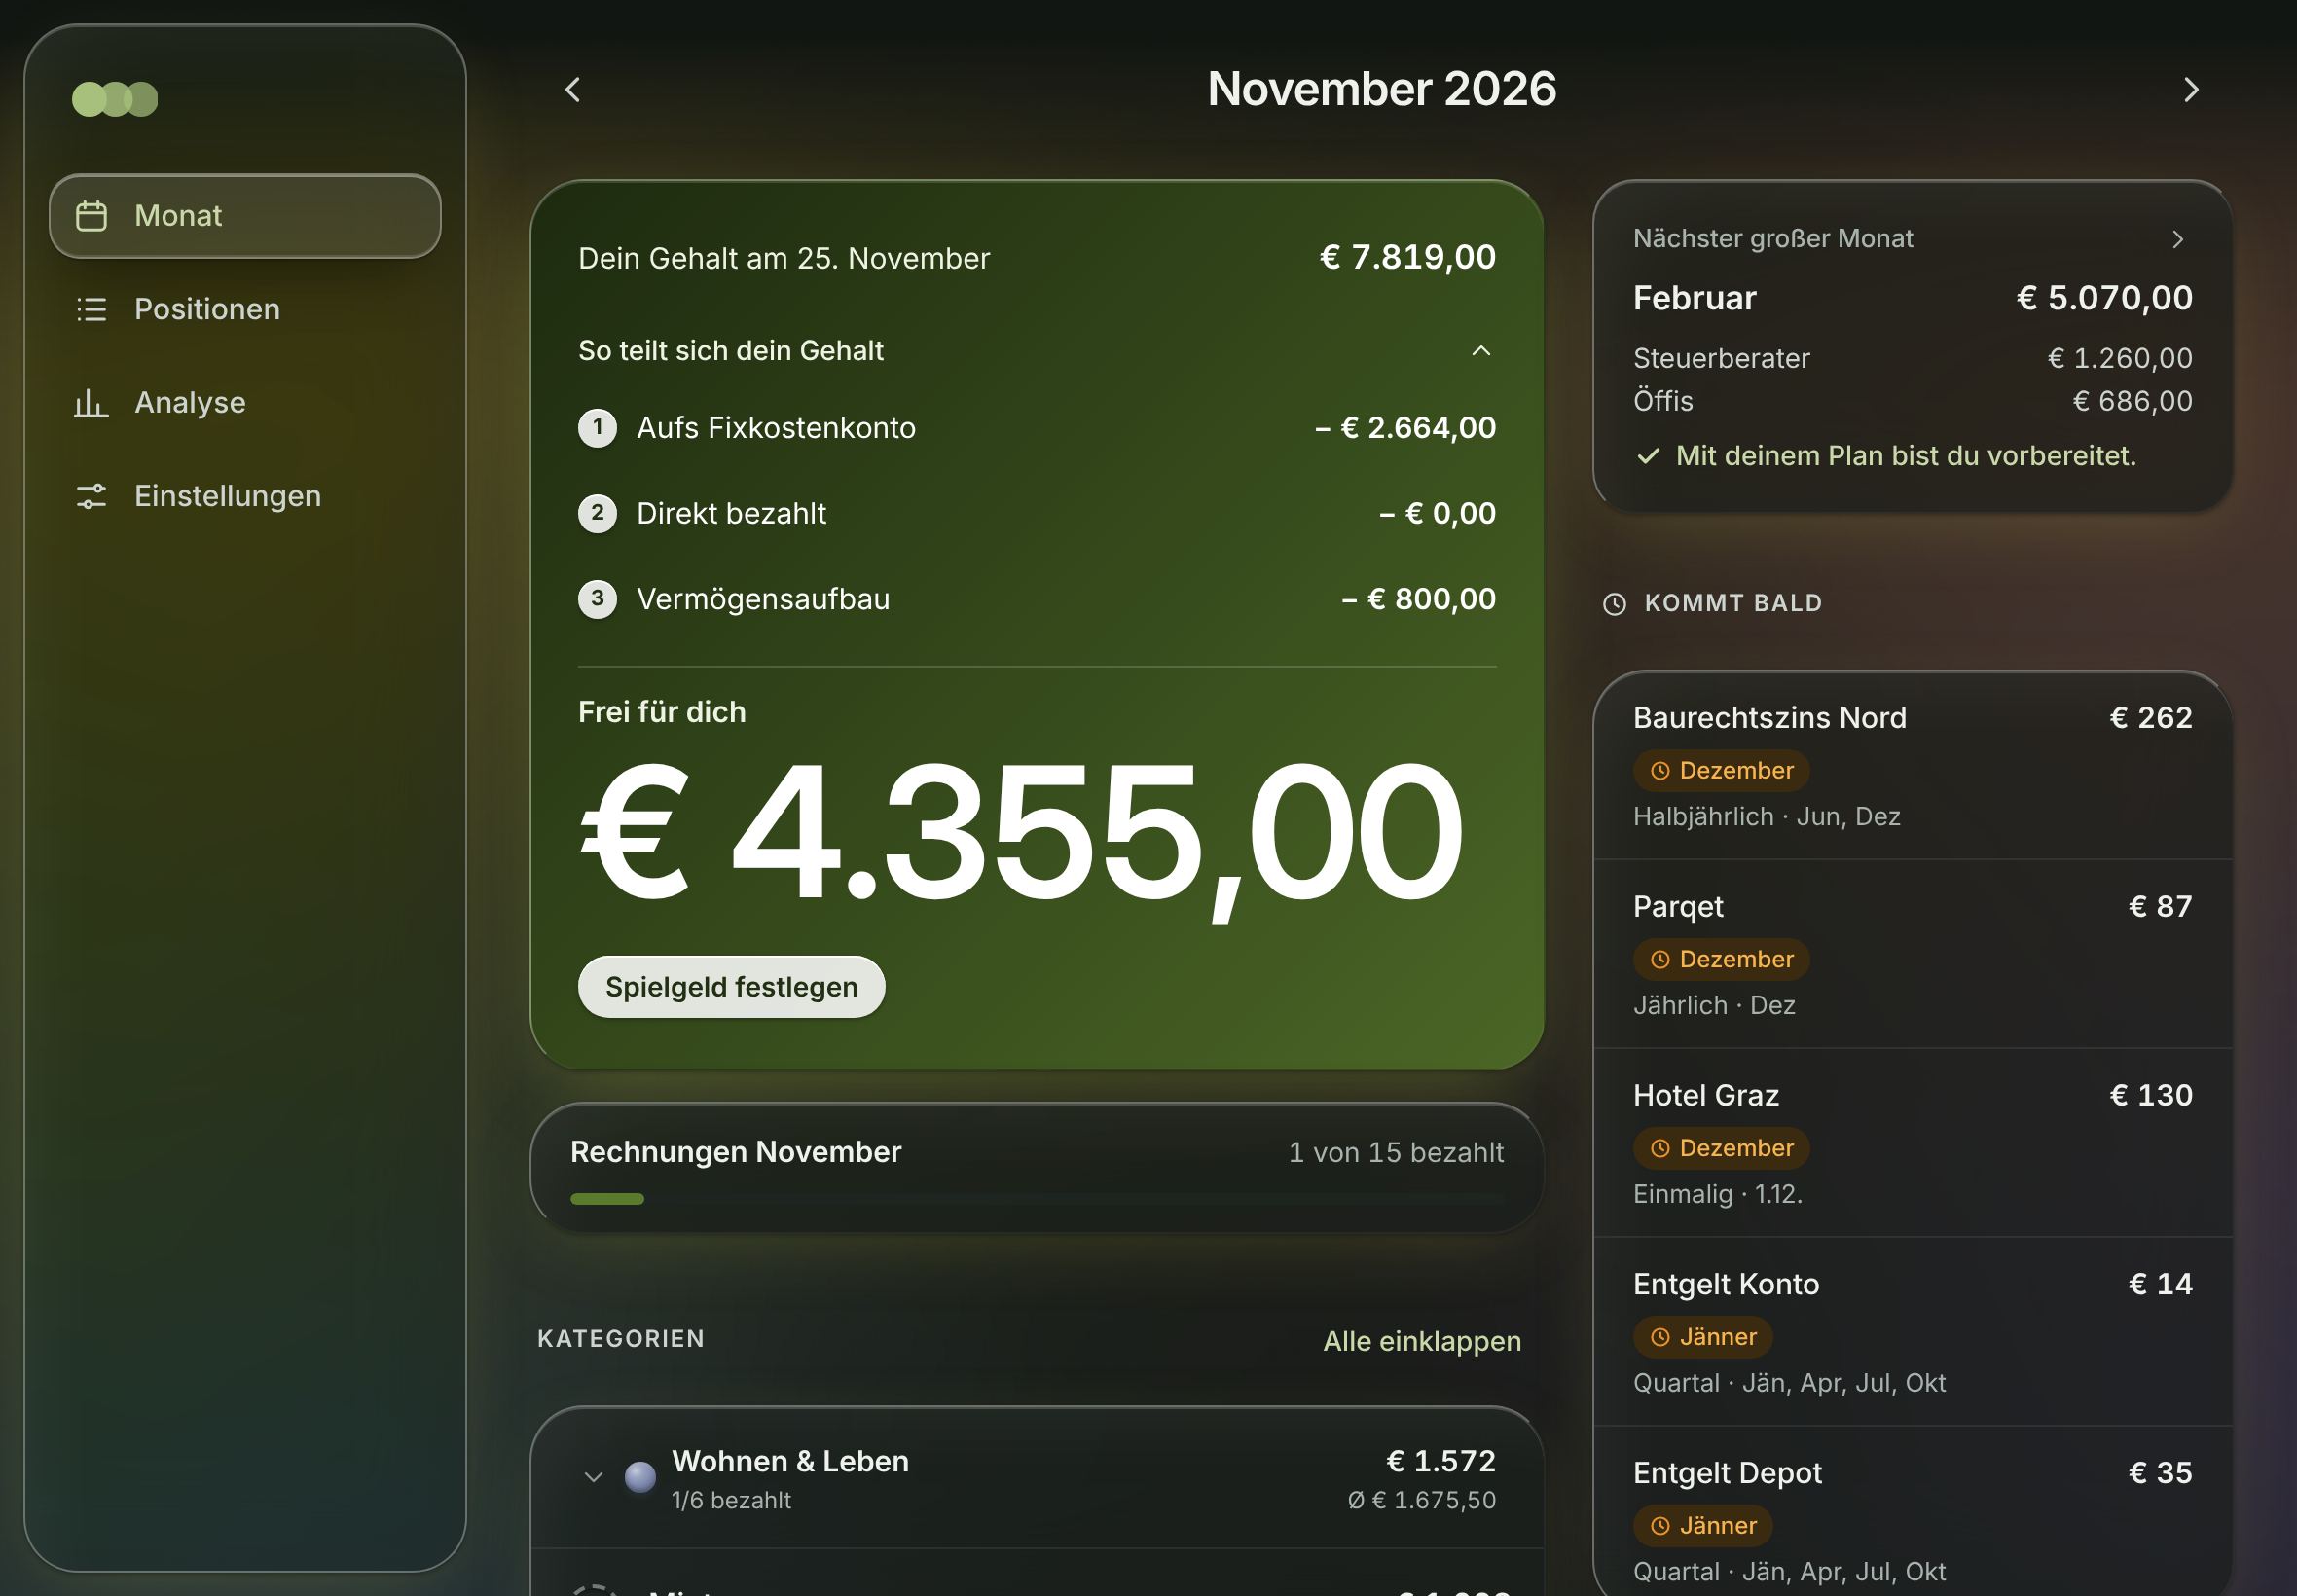 November 2026
Monat
Positionen
Analyse
Einstellungen
Dein Gehalt am 25. November € 7.819,00
So teilt sich dein Gehalt
1 Aufs Fixkostenkonto – € 2.664,00
2 Direkt bezahlt – € 0,00
3 Vermögensaufbau – € 800,00
Frei für dich
€ 4.355,00
Spielgeld festlegen
Rechnungen November 1 von 15 bezahlt
KATEGORIEN Alle einklappen
Wohnen & Leben € 1.572
1/6 bezahlt Ø € 1.675,50
Nächster großer Monat
Februar € 5.070,00
Steuerberater € 1.260,00
Öffis € 686,00
Mit deinem Plan bist du vorbereitet.
KOMMT BALD
Baurechtszins Nord € 262
Dezember
Halbjährlich · Jun, Dez
Parqet € 87
Dezember
Jährlich · Dez
Hotel Graz € 130
Dezember
Einmalig · 1.12.
Entgelt Konto € 14
Jänner
Quartal · Jän, Apr, Jul, Okt
Entgelt Depot € 35
Jänner
Quartal · Jän, Apr, Jul, Okt